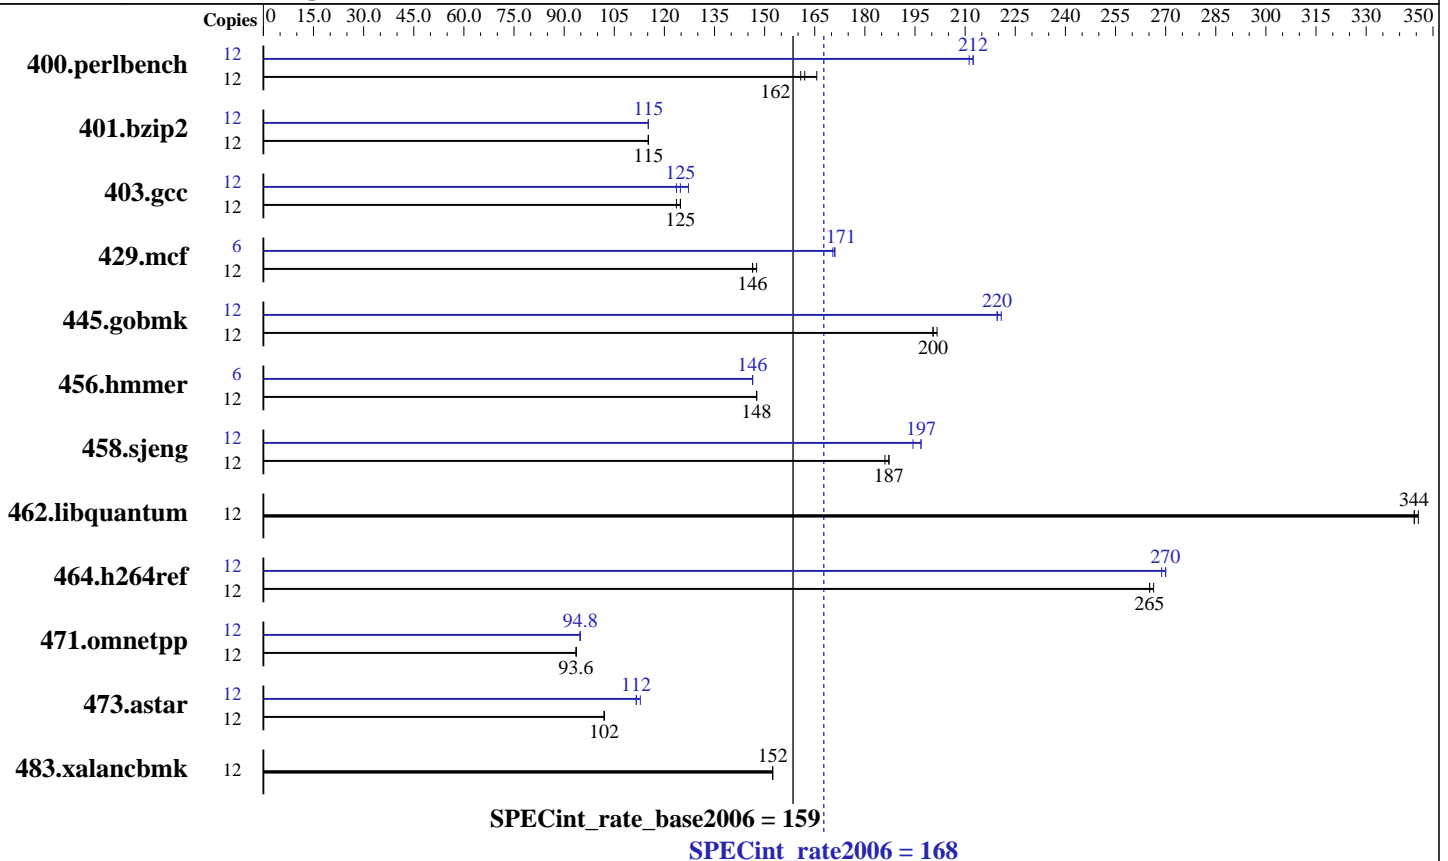 Copies 0 15.0 30.0 45.0 60.0 75.0 90.0 105 120 135 150 165 180 195 210 225 240 255 270 285 300 315 330 350
400.perlbench 12 212
12 162
401.bzip2 12 115
12 115
403.gcc 12 125
12 125
429.mcf 6 171
12 146
445.gobmk 12 220
12 200
456.hmmer 6 146
12 148
458.sjeng 12 197
12 187
462.libquantum 12 344
464.h264ref 12 270
12 265
471.omnetpp 12 94.8
12 93.6
473.astar 12 112
12 102
483.xalancbmk 12 152
SPECint_rate_base2006 = 159
SPECint_rate2006 = 168